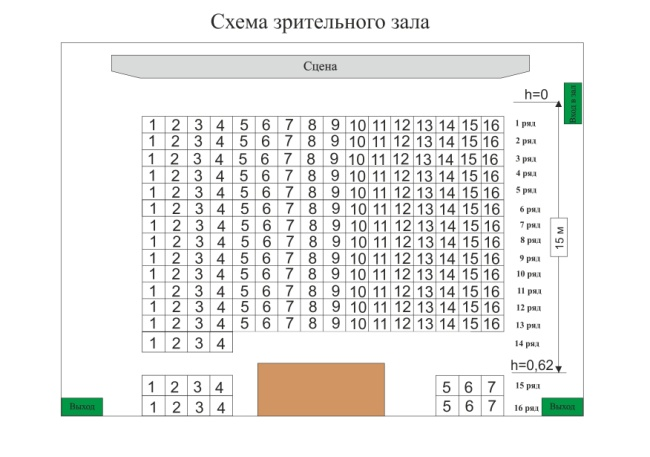 Схема зрительного зала
Сцена
h=0
Вход в зал
1 2 3 4 5 6 7 8 9 10 11 12 13 14 15 16 1 ряд
1 2 3 4 5 6 7 8 9 10 11 12 13 14 15 16 2 ряд
1 2 3 4 5 6 7 8 9 10 11 12 13 14 15 16 3 ряд
1 2 3 4 5 6 7 8 9 10 11 12 13 14 15 16 4 ряд
1 2 3 4 5 6 7 8 9 10 11 12 13 14 15 16 5 ряд
1 2 3 4 5 6 7 8 9 10 11 12 13 14 15 16 6 ряд
1 2 3 4 5 6 7 8 9 10 11 12 13 14 15 16 7 ряд
1 2 3 4 5 6 7 8 9 10 11 12 13 14 15 16 8 ряд
15 м
1 2 3 4 5 6 7 8 9 10 11 12 13 14 15 16 9 ряд
1 2 3 4 5 6 7 8 9 10 11 12 13 14 15 16 10 ряд
1 2 3 4 5 6 7 8 9 10 11 12 13 14 15 16 11 ряд
1 2 3 4 5 6 7 8 9 10 11 12 13 14 15 16 12 ряд
1 2 3 4 5 6 7 8 9 10 11 12 13 14 15 16 13 ряд
1 2 3 4 14 ряд
h=0,62
1 2 3 4 5 6 7 15 ряд
Выход 1 2 3 4 5 6 7 16 ряд Выход